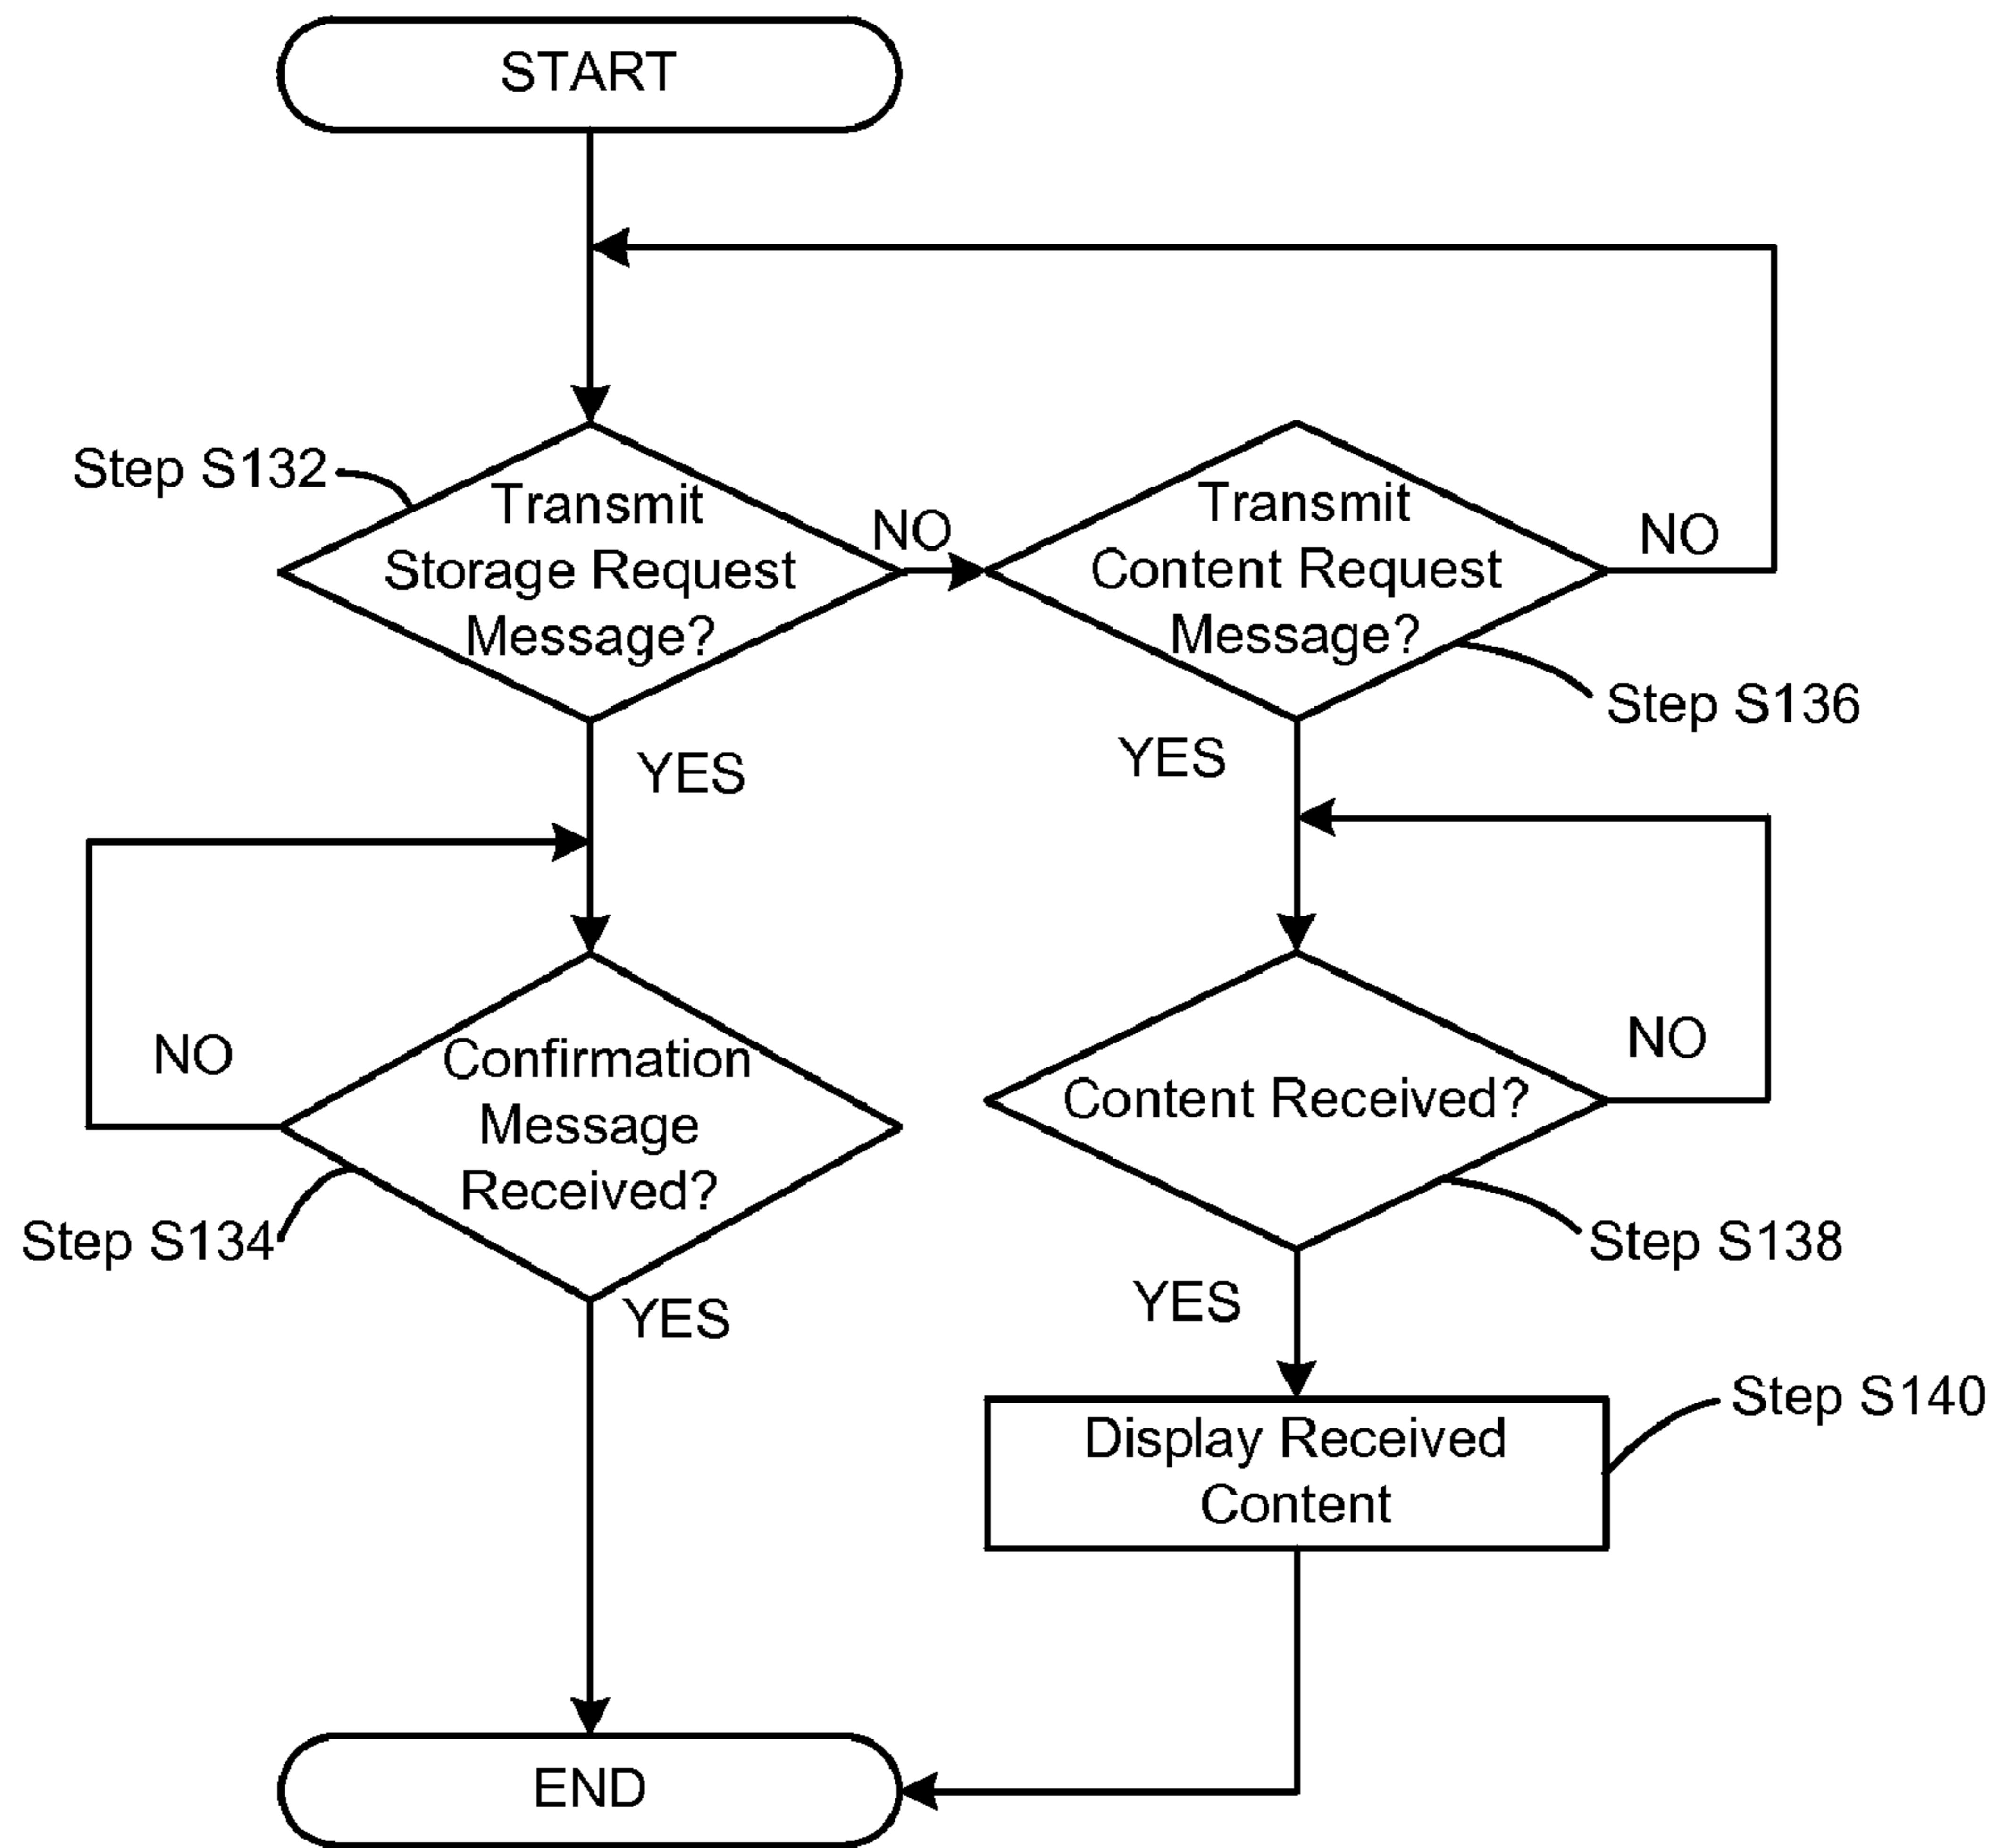 START
Step S132
Transmit
Storage Request
Message?
NO
Transmit
Content Request
Message?
NO
Step S136
YES
YES
NO
Confirmation
Message
Received?
Step S134
YES
Content Received?
NO
Step S138
YES
Display Received
Content
Step S140
END